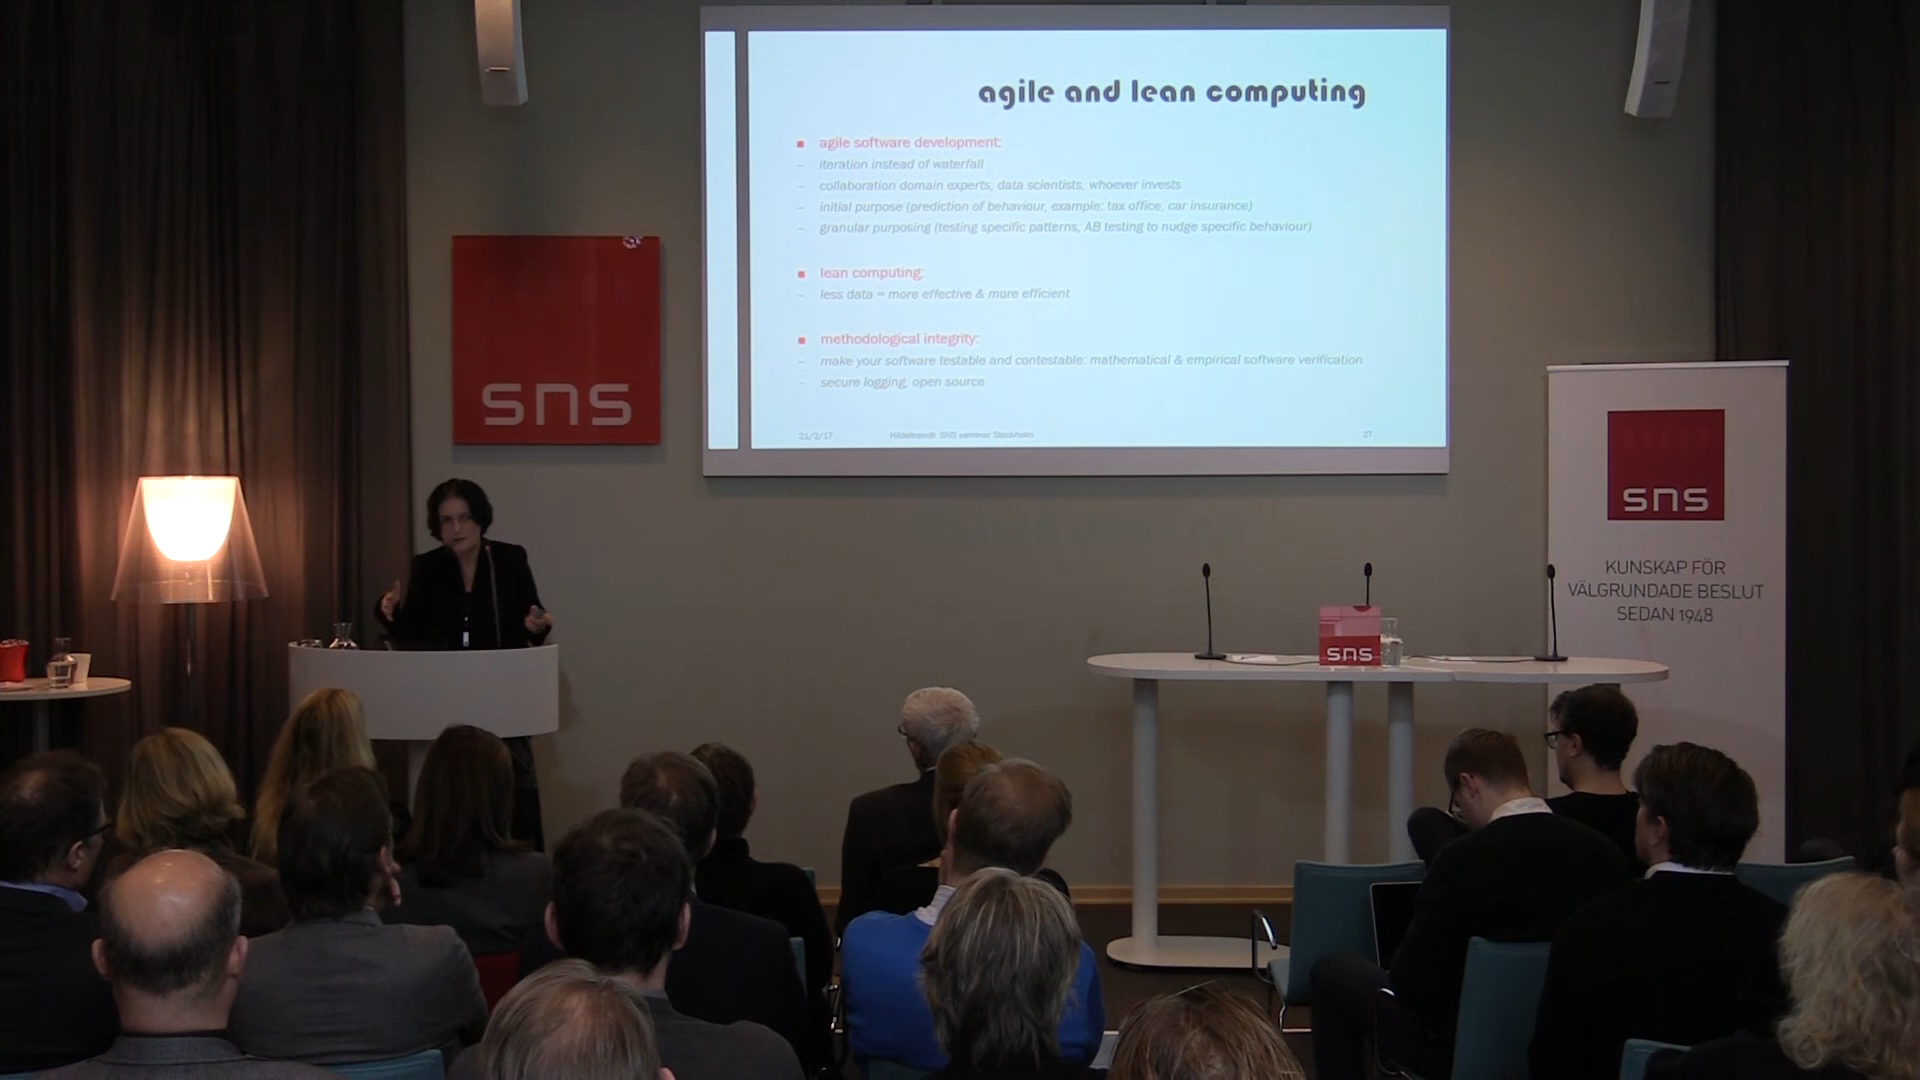 agile and lean computing
agile software development:
– iteration instead of waterfall
– collaboration domain experts, data scientists, whoever invests
– initial purpose (prediction of behaviour, example: tax office, car insurance)
– granular purposing (testing specific patterns, AB testing to nudge specific behaviour)
lean computing:
– less data = more effective & more efficient
methodological integrity:
– make your software testable and contestable: mathematical & empirical software verification
– secure logging, open source
21/2/17
Hildebrandt SNS seminar Stockholm
27
sns
sns
KUNSKAP FÖR
VÄLGRUNDADE BESLUT
SEDAN 1948
sns